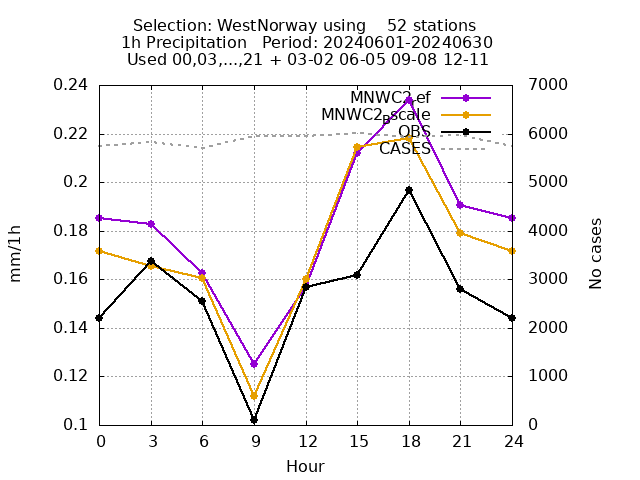 Selection: WestNorway using    52 stations
1h Precipitation   Period: 20240601-20240630
Used 00,03,...,21 + 03-02 06-05 09-08 12-11
0.24
0.22
0.2
0.18
0.16
0.14
0.12
0.1
mm/1h
7000
6000
5000
4000
3000
2000
1000
0
No cases
MNWC2_ef
MNWC2_pscale
OBS
CASES
0 3 6 9 12 15 18 21 24
Hour